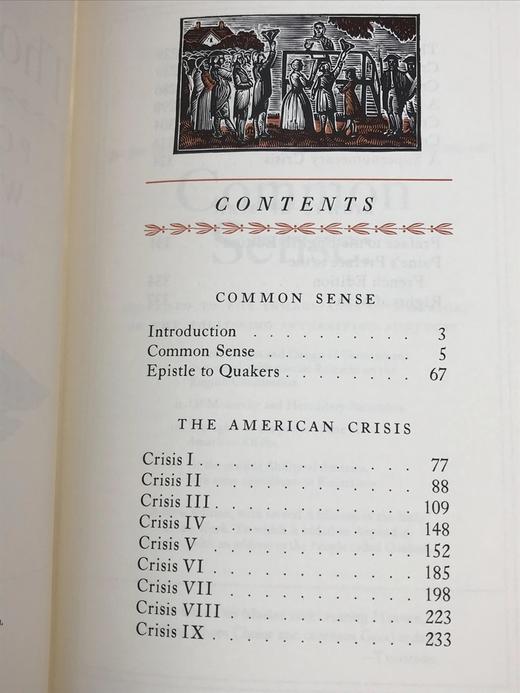 CONTENTS
COMMON SENSE
Introduction . . . . . . . . . . 3
Common Sense . . . . . . . . . 5
Epistle to Quakers . . . . . . . . 67
THE AMERICAN CRISIS
Crisis I . . . . . . . . . . . . 77
Crisis II . . . . . . . . . . . . 88
Crisis III . . . . . . . . . . . 109
Crisis IV . . . . . . . . . . . 148
Crisis V . . . . . . . . . . . . 152
Crisis VI . . . . . . . . . . . 185
Crisis VII . . . . . . . . . . . 198
Crisis VIII . . . . . . . . . . 223
Crisis IX . . . . . . . . . . . 233